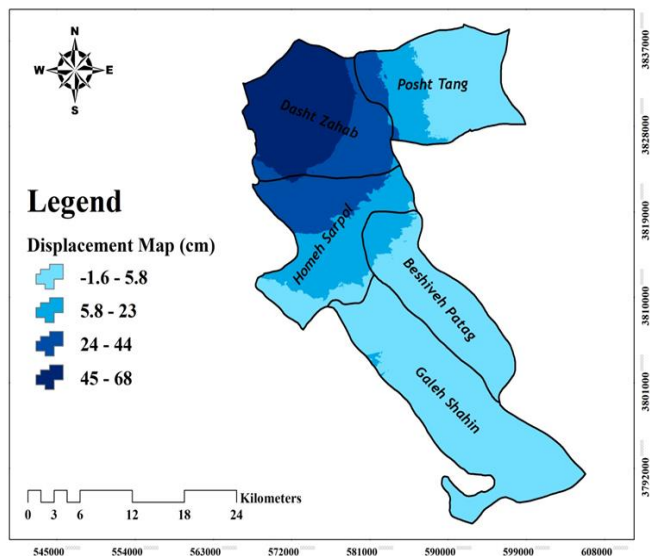 N
W E
S
Posht Tang
Dasht Zahab
Homeh Sarpol
Beshiveh Patag
Galeh Shahin
Legend
Displacement Map (cm)
-1.6 - 5.8
5.8 - 23
24 - 44
45 - 68
Kilometers
0 3 6 12 18 24
3837000
3828000
3819000
3810000
3801000
3792000
545000 554000 563000 572000 581000 590000 599000 608000